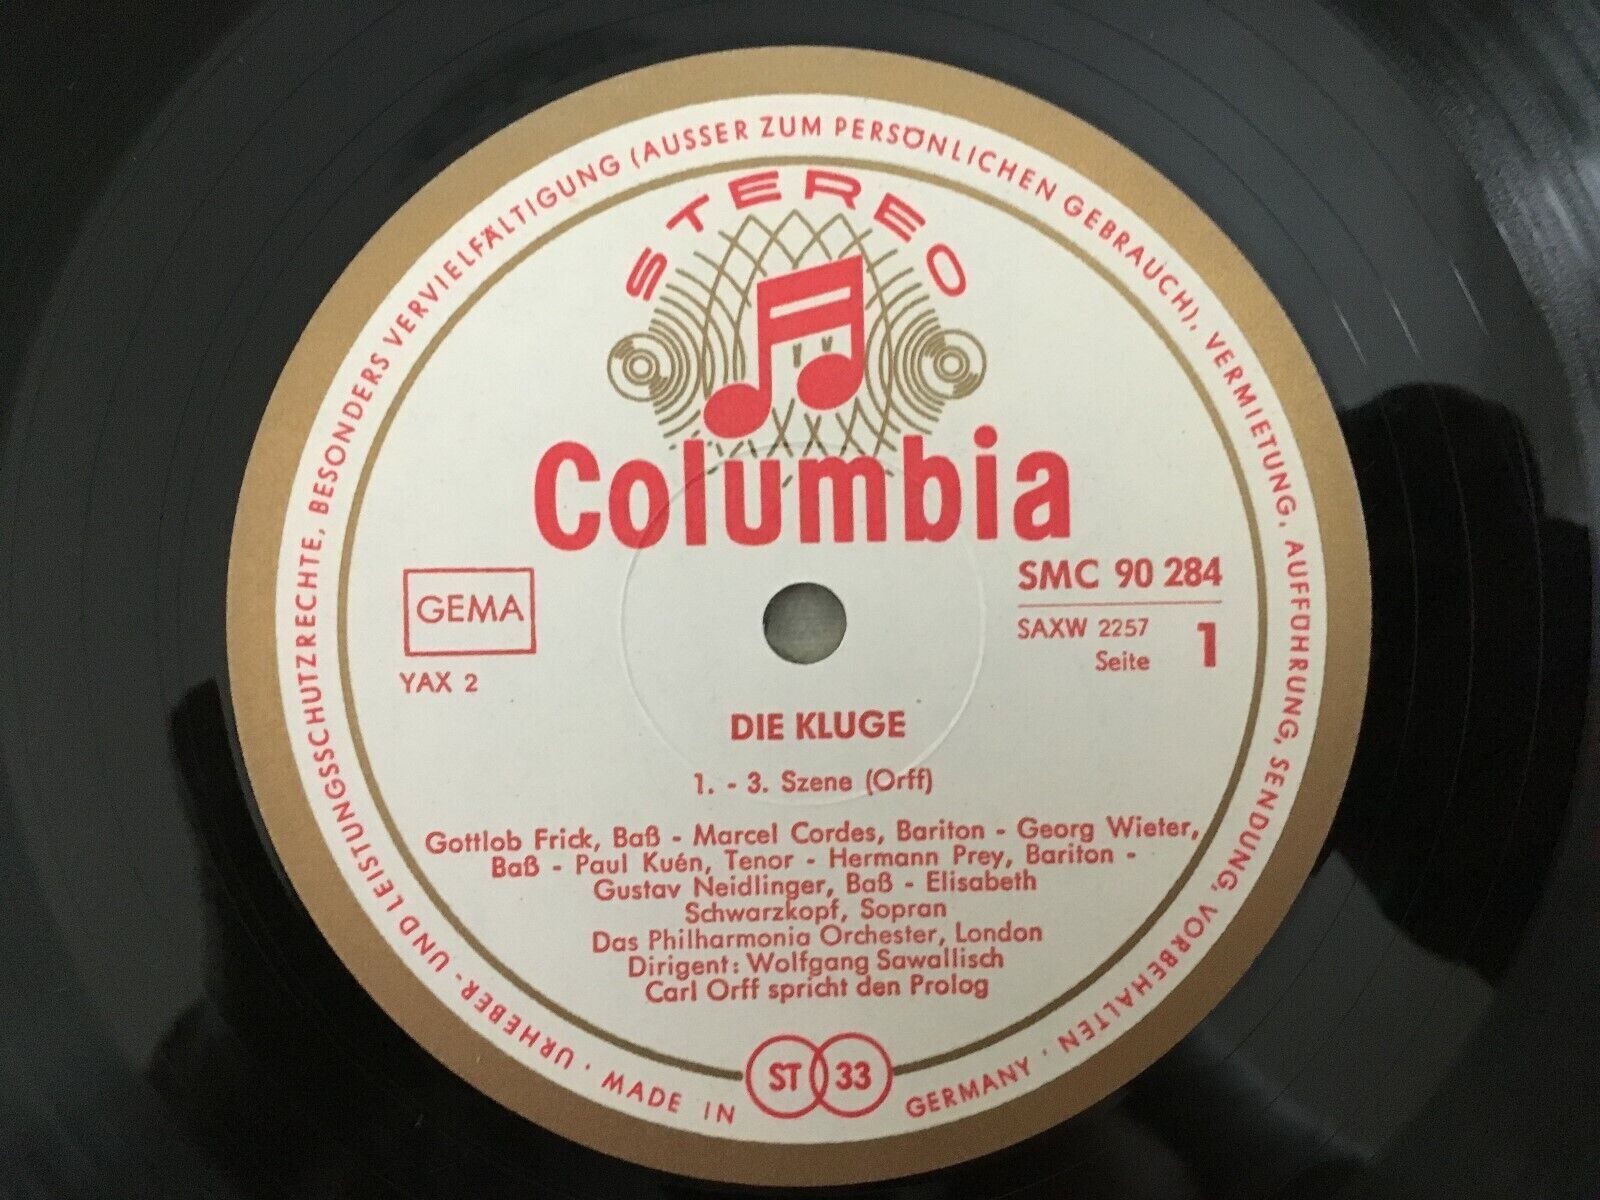 URHEBER- UND LEISTUNGSSCHUTZRECHTE, BESONDERS VERVIELFÄLTIGUNG (AUSSER ZUM PERSÖNLICHEN GEBRAUCH), VERMIETUNG, AUFFÜHRUNG, SENDUNG, VORBEHALTEN ·
STEREO
Columbia
GEMA
YAX 2
SMC 90 284
SAXW 2257
Seite 1
DIE KLUGE
1. - 3. Szene (Orff)
Gottlob Frick, Baß - Marcel Cordes, Bariton - Georg Wieter,
Baß - Paul Kuén, Tenor - Hermann Prey, Bariton -
Gustav Neidlinger, Baß - Elisabeth
Schwarzkopf, Sopran
Das Philharmonia Orchester, London
Dirigent: Wolfgang Sawallisch
Carl Orff spricht den Prolog
ST 33
· MADE IN GERMANY ·